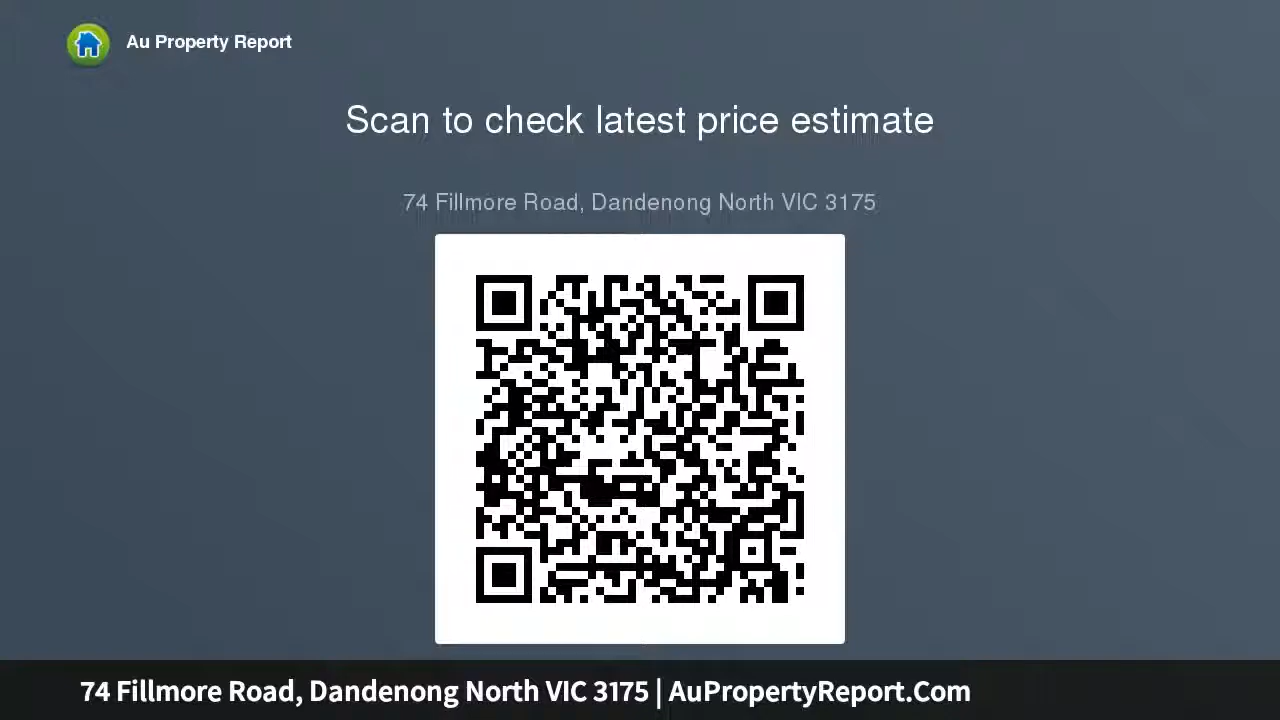 Au Property Report
Scan to check latest price estimate
74 Fillmore Road, Dandenong North VIC 3175
74 Fillmore Road, Dandenong North VIC 3175 | AuPropertyReport.Com